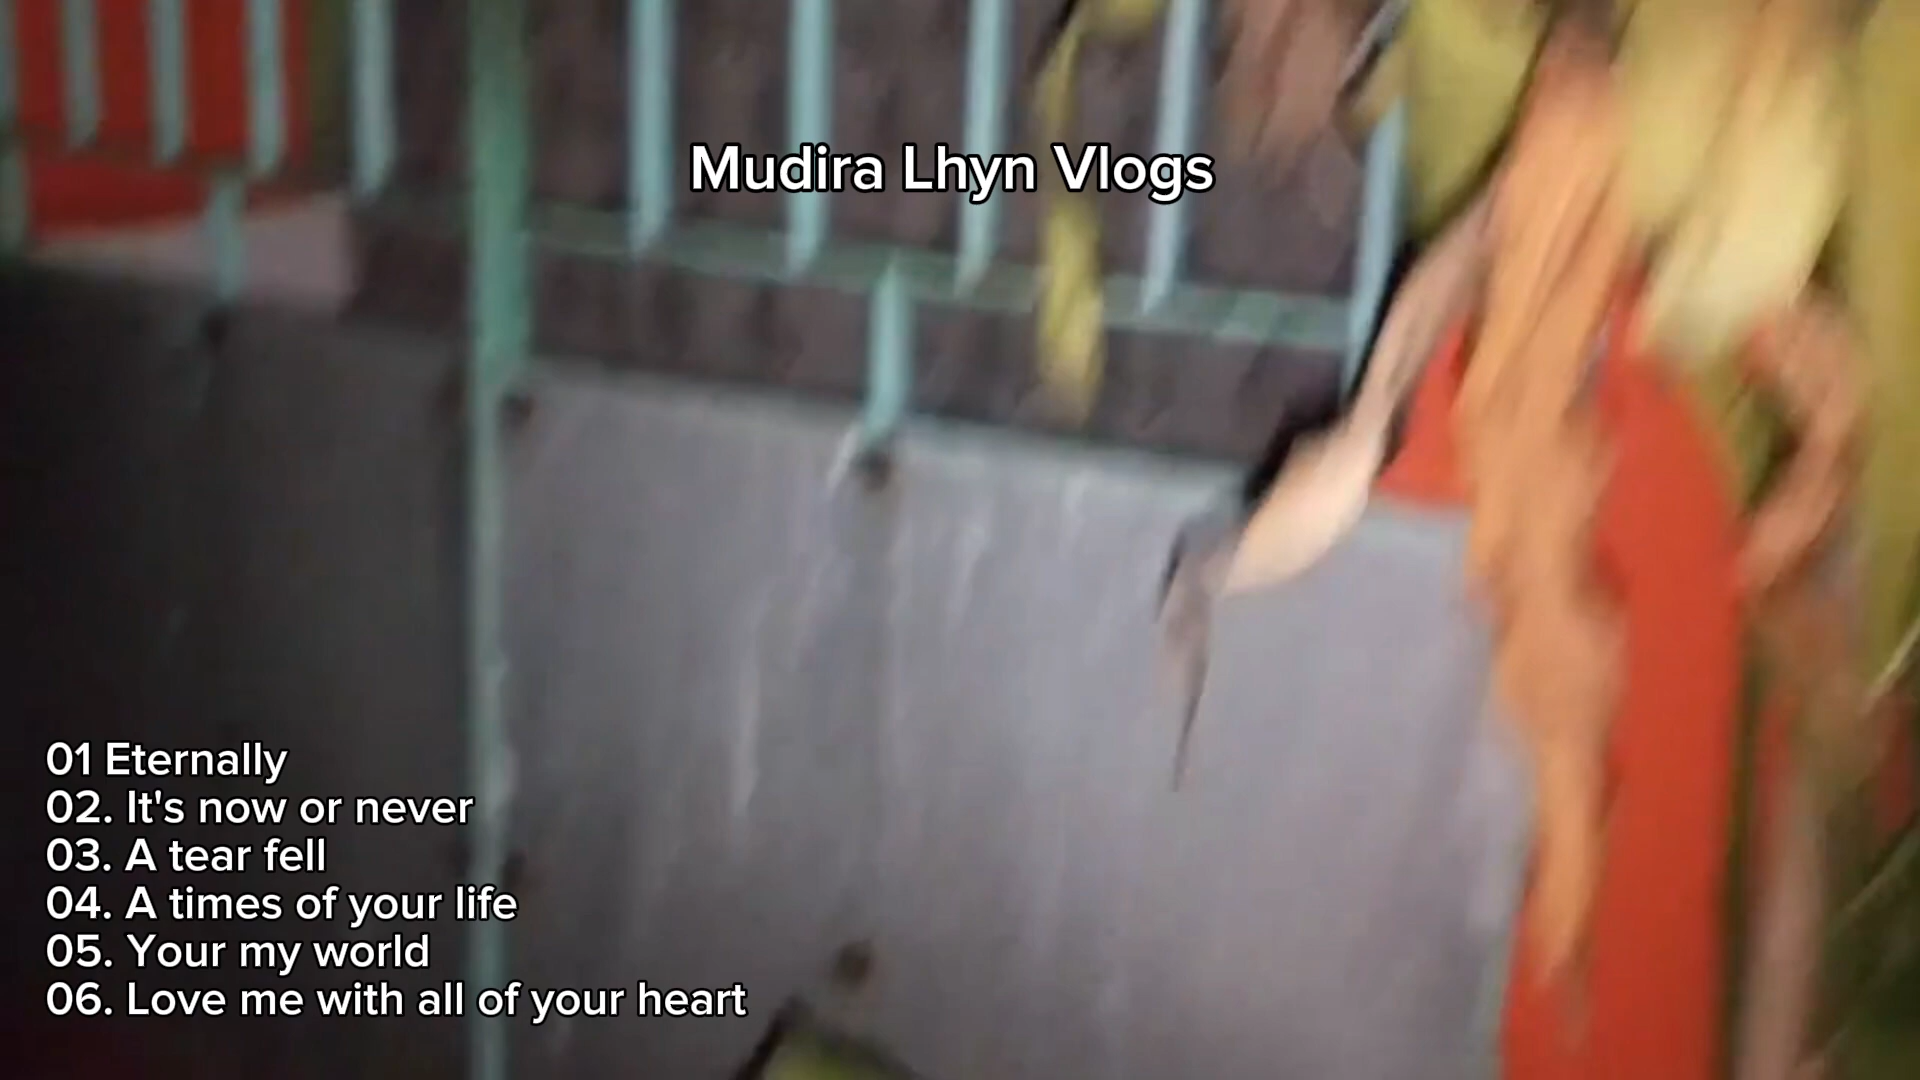 Mudira Lhyn Vlogs
01 Eternally
02. It's now or never
03. A tear fell
04. A times of your life
05. Your my world
06. Love me with all of your heart